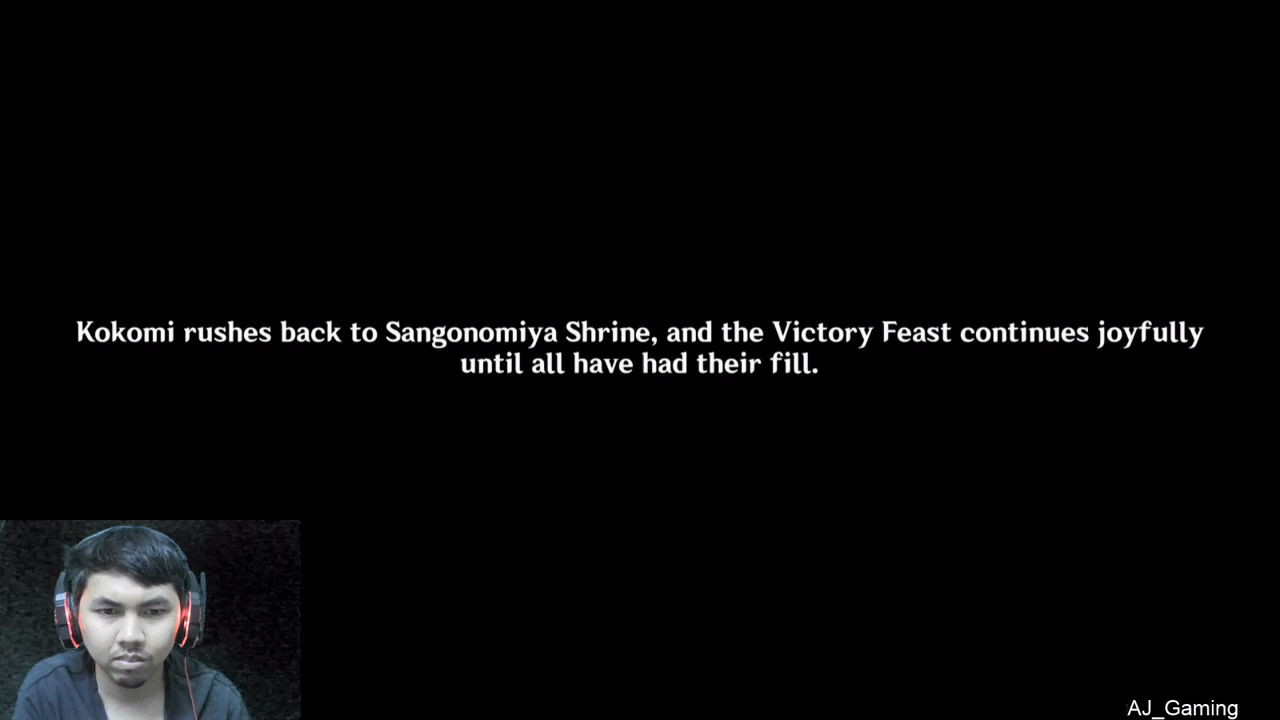 Kokomi rushes back to Sangonomiya Shrine, and the Victory Feast continues joyfully
until all have had their fill.
AJ_Gaming